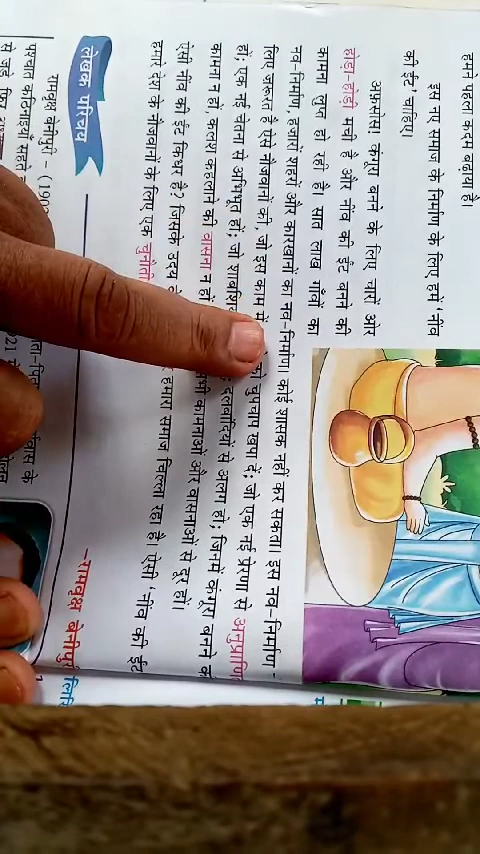 हमने पहला कदम बढ़ाया है।
इस नए समाज के निर्माण के लिए हमें 'नींव
की ईंट' चाहिए।
अफ़सोस कंगूरा बनने के लिए चारों ओर
होड़ा-होड़ी मची है और नींव की ईंट बनने की
कामना लुप्त हो रही है। सात लाख गाँवों का
नव-निर्माण, हजारों शहरों और कारखानों का नव-निर्माण! कोई शासक नहीं कर सकता। इस नव-निर्माण
लिए जरूरत है ऐसे नौजवानों की, जो इस काम में चुपचाप खपा दें; जो एक नई प्रेरणा से अनुप्राणित
हों; एक नई चेतना से अभिभूत हों; जो शाबाशि दलबादियों से अलग हों; जिनमें कंगूरा बनने की
कामना न हो, कलश कहलाने की वासना न हो सभी कामनाओं और वासनाओं से दूर हों।
ऐसी नींव की ईंट किधर है? जिसके हृदय हमारा समाज चिल्ला रहा है। ऐसी 'नींव की ईंट
हमारे देश के नौजवानों के लिए एक चुनौती
–रामवृक्ष बेनीपुरी
लेखक परिचय
रामवृक्ष बेनीपुरी –
पश्चात कठिनाइयाँ सहते
से जुड़े